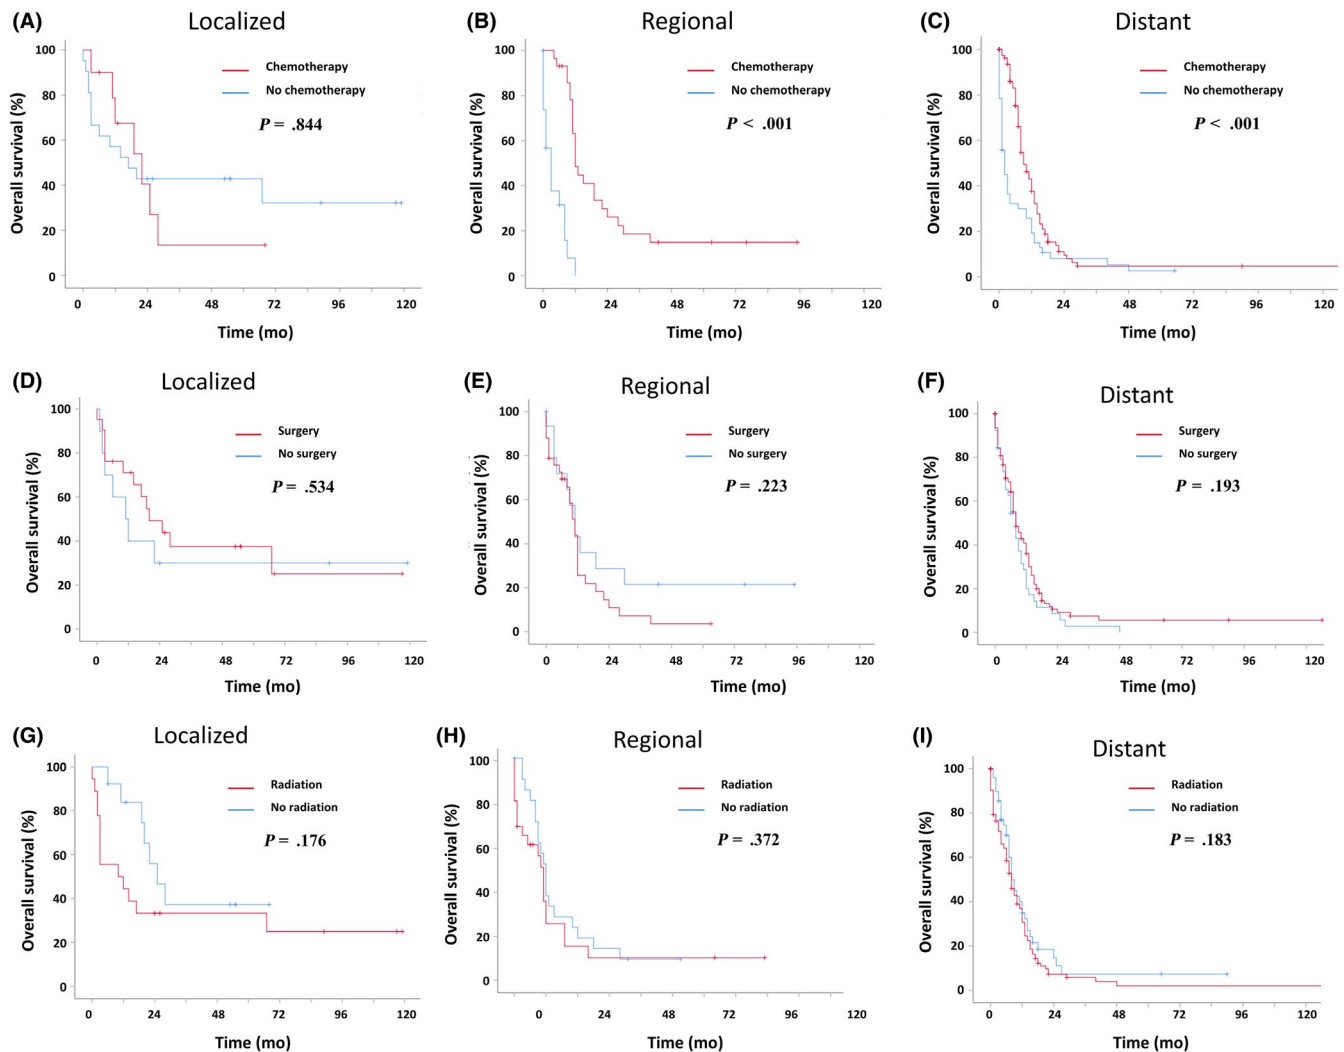 (A) Localized
Overall survival (%)
100
80
60
40
20
0
Chemotherapy
No chemotherapy
P = .844
0 24 48 72 96 120
Time (mo)
(B) Regional
Overall survival (%)
100
80
60
40
20
0
Chemotherapy
No chemotherapy
P < .001
0 24 48 72 96 120
Time (mo)
(C) Distant
Overall survival (%)
100
80
60
40
20
0
Chemotherapy
No chemotherapy
P < .001
0 24 48 72 96 120
Time (mo)
(D) Localized
Overall survival (%)
100
80
60
40
20
0
Surgery
No surgery
P = .534
0 24 48 72 96 120
Time (mo)
(E) Regional
Overall survival (%)
100
80
60
40
20
0
Surgery
No surgery
P = .223
0 24 48 72 96 120
Time (mo)
(F) Distant
Overall survival (%)
100
80
60
40
20
0
Surgery
No surgery
P = .193
0 24 48 72 96 120
Time (mo)
(G) Localized
Overall survival (%)
100
80
60
40
20
0
Radiation
No radiation
P = .176
0 24 48 72 96 120
Time (mo)
(H) Regional
Overall survival (%)
100
80
60
40
20
0
Radiation
No radiation
P = .372
0 24 48 72 96 120
Time (mo)
(I) Distant
Overall survival (%)
100
80
60
40
20
0
Radiation
No radiation
P = .183
0 24 48 72 96 120
Time (mo)